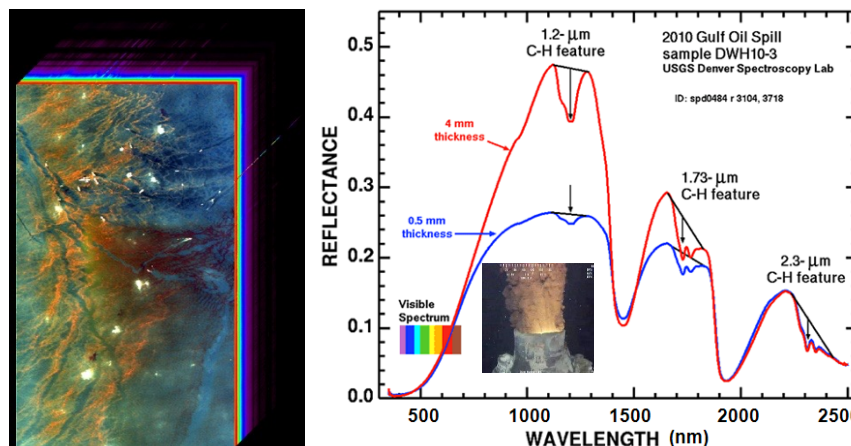 2010 Gulf Oil Spill
sample DWH10-3
USGS Denver Spectroscopy Lab
ID: spd0484 r 3104, 3718
1.2-μm
C-H feature
4 mm
thickness
1.73-μm
C-H feature
0.5 mm
thickness
2.3-μm
C-H feature
Visible
Spectrum
REFLECTANCE
0.5
0.4
0.3
0.2
0.1
0.0
500
1000
1500
2000
2500
WAVELENGTH (nm)